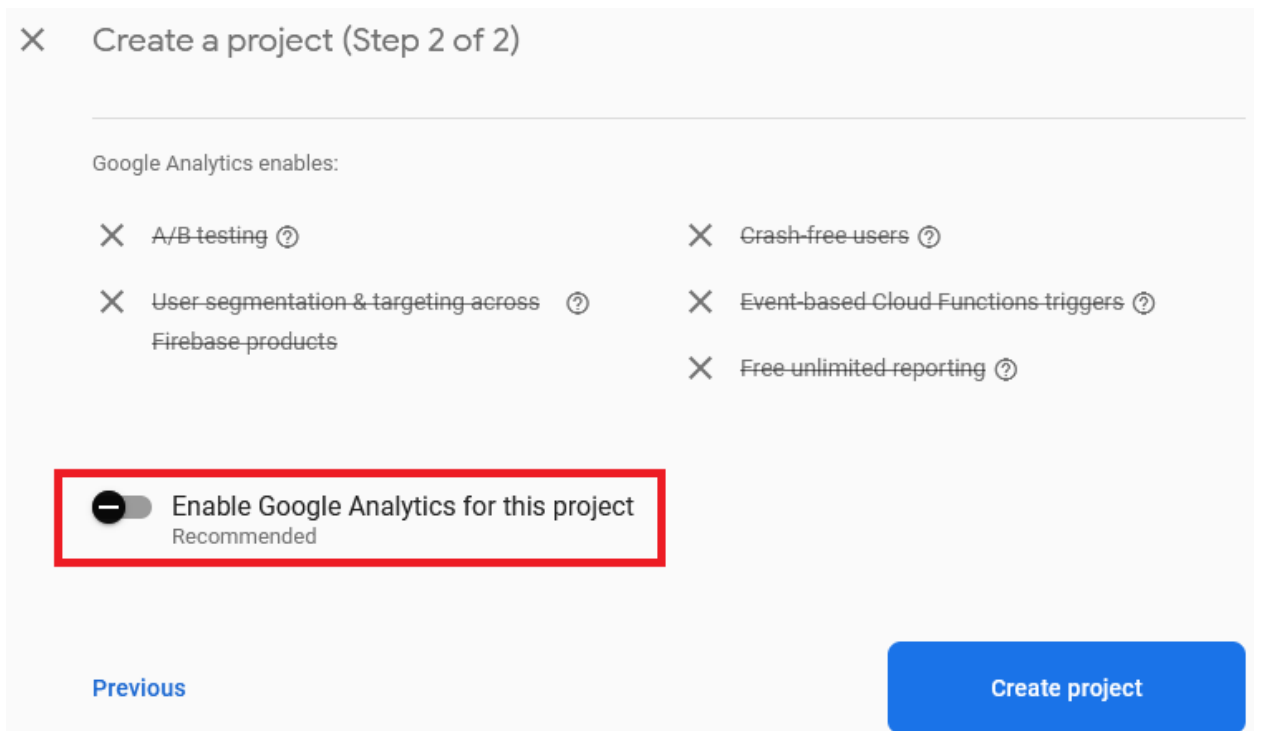 Create a project (Step 2 of 2)
Google Analytics enables:
A/B testing
Crash-free users
User segmentation & targeting across
Firebase products
Event-based Cloud Functions triggers
Free unlimited reporting
Enable Google Analytics for this project
Recommended
Previous
Create project